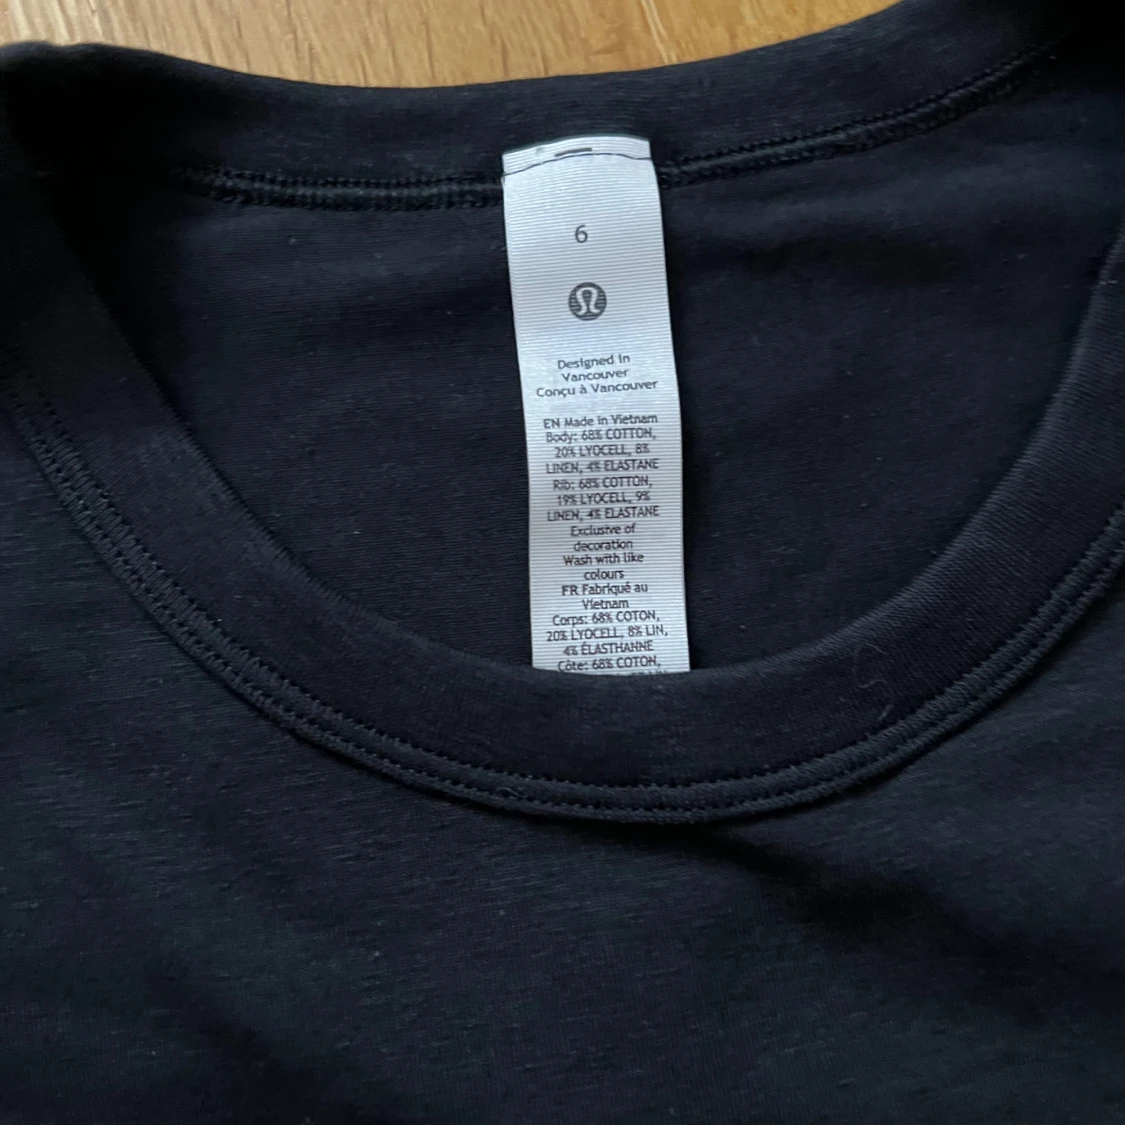 6
Designed in
Vancouver
Conçu à Vancouver
EN Made in Vietnam
Body: 68% COTTON,
20% LYOCELL, 8%
LINEN, 4% ELASTANE
Rib: 68% COTTON,
19% LYOCELL, 9%
LINEN, 4% ELASTANE
Exclusive of
decoration
Wash with like
colours
FR Fabriqué au
Vietnam
Corps: 68% COTON,
20% LYOCELL, 8% LIN,
4% ÉLASTHANNE
Côte: 68% COTON,